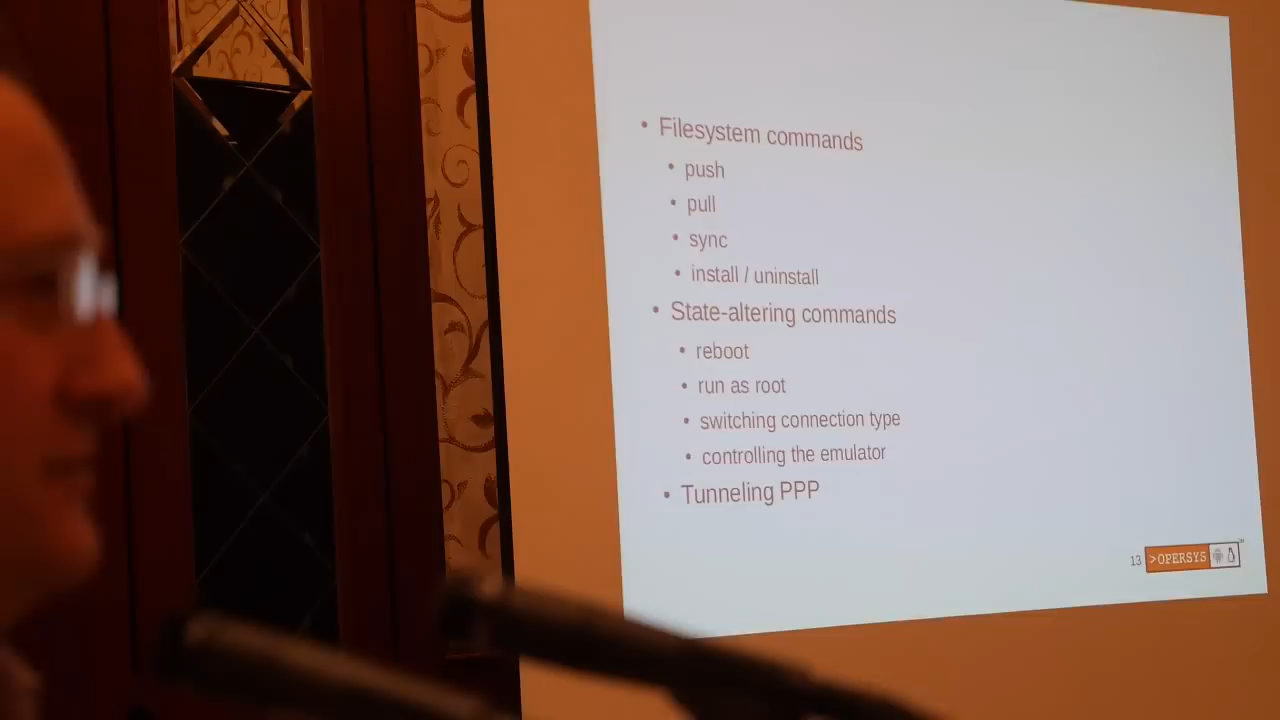 • Filesystem commands
• push
• pull
• sync
• install / uninstall
• State-altering commands
• reboot
• run as root
• switching connection type
• controlling the emulator
• Tunneling PPP
13 >OPERSYS